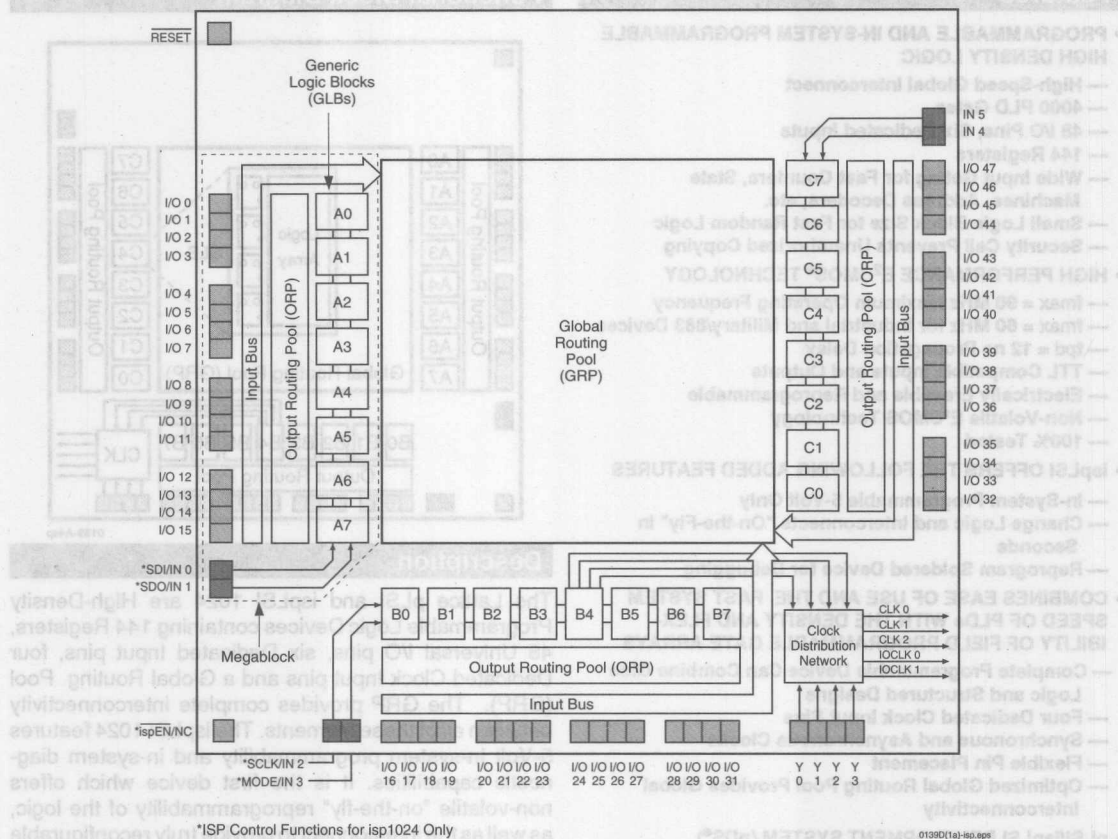 RESET
Generic
Logic Blocks
(GLBs)
IN 5
IN 4
I/O 0
I/O 1
I/O 2
I/O 3
I/O 4
I/O 5
I/O 6
I/O 7
I/O 8
I/O 9
I/O 10
I/O 11
I/O 12
I/O 13
I/O 14
I/O 15
*SDI/IN 0
*SDO/IN 1
Input Bus
Output Routing Pool (ORP)
A0
A1
A2
A3
A4
A5
A6
A7
Global
Routing
Pool
(GRP)
C7
C6
C5
C4
C3
C2
C1
C0
Output Routing Pool (ORP)
Input Bus
I/O 47
I/O 46
I/O 45
I/O 44
I/O 43
I/O 42
I/O 41
I/O 40
I/O 39
I/O 38
I/O 37
I/O 36
I/O 35
I/O 34
I/O 33
I/O 32
Megablock
B0 B1 B2 B3 B4 B5 B6 B7
Output Routing Pool (ORP)
Input Bus
Clock
Distribution
Network
CLK 0
CLK 1
CLK 2
IOCLK 0
IOCLK 1
*ispEN/NC
*SCLK/IN 2
*MODE/IN 3
I/O I/O I/O I/O I/O I/O I/O I/O I/O I/O I/O I/O I/O I/O I/O I/O Y Y Y Y
16 17 18 19 20 21 22 23 24 25 26 27 28 29 30 31 0 1 2 3
*ISP Control Functions for isp1024 Only
0139D(1a)-isp.eps